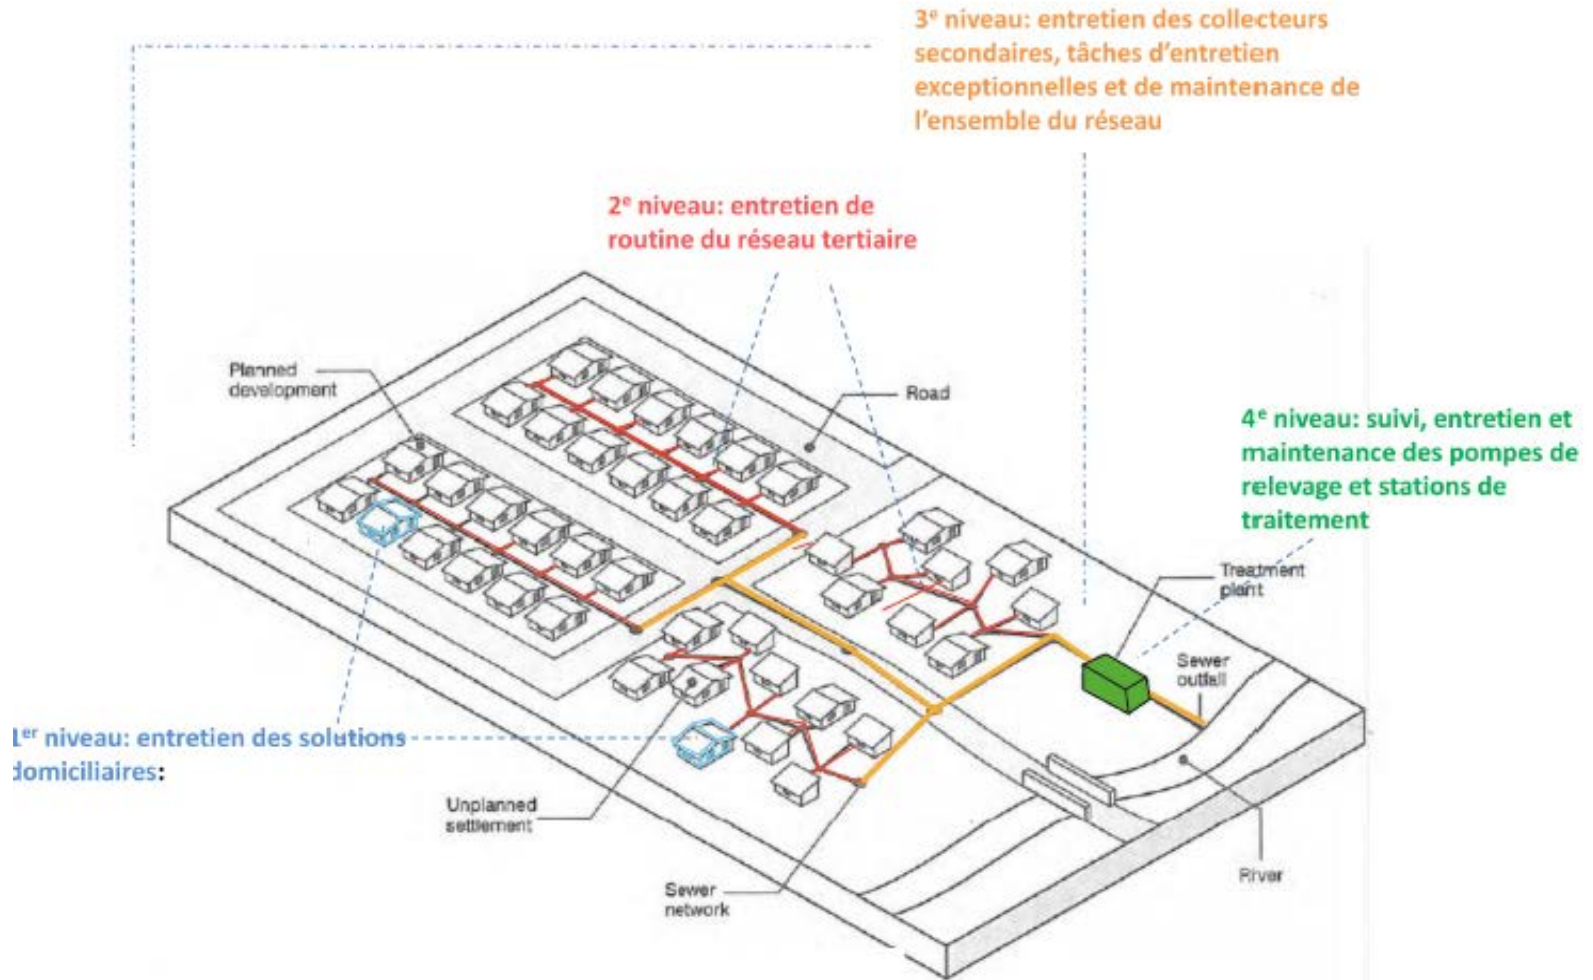 3ᵉ niveau: entretien des collecteurs
secondaires, tâches d'entretien
exceptionnelles et de maintenance de
l'ensemble du réseau
2ᵉ niveau: entretien de
routine du réseau tertiaire
Planned
development
Road
4ᵉ niveau: suivi, entretien et
maintenance des pompes de
relevage et stations de
traitement
Treatment
plant
Sewer
outfall
1ᵉʳ niveau: entretien des solutions
domiciliaires:
Unplanned
settlement
Sewer
network
River